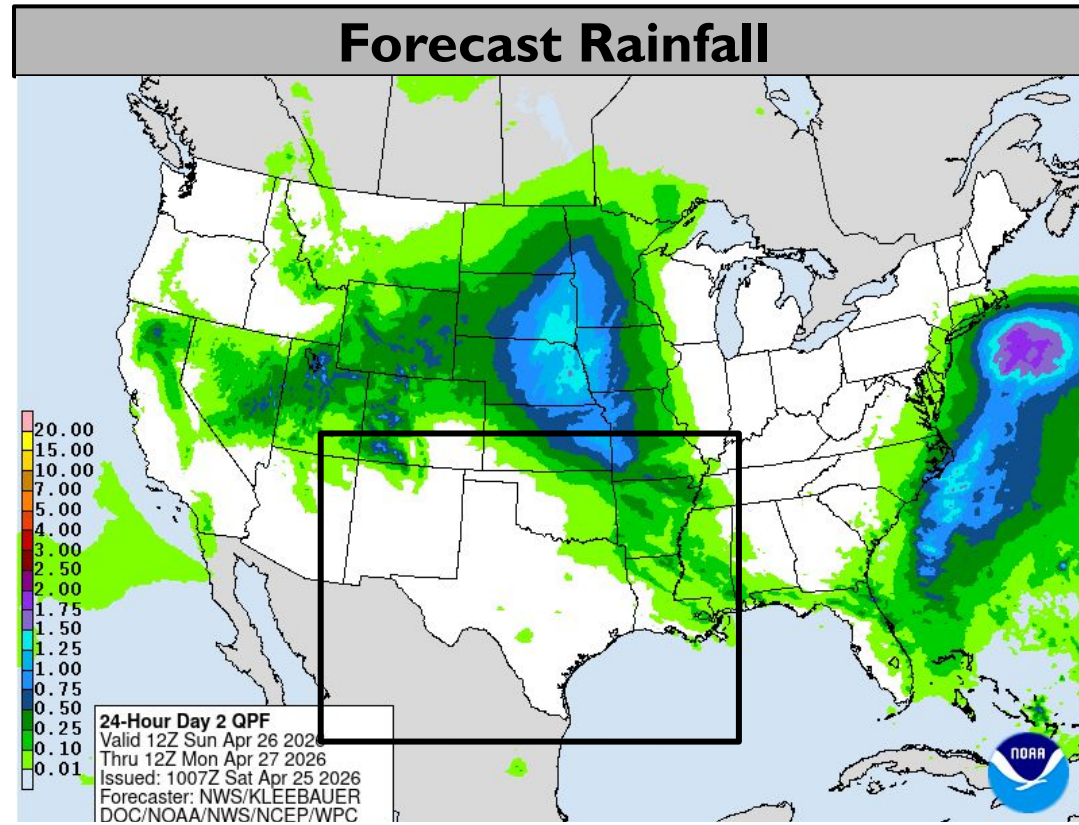 Forecast Rainfall
20.00
15.00
10.00
7.00
5.00
4.00
3.00
2.50
2.00
1.75
1.50
1.25
1.00
0.75
0.50
0.25
0.10
0.01
24-Hour Day 2 QPF
Valid 12Z Sun Apr 26 2026
Thru 12Z Mon Apr 27 2026
Issued: 1007Z Sat Apr 25 2026
Forecaster: NWS/KLEEBAUER
DOC/NOAA/NWS/NCEP/WPC
NOAA